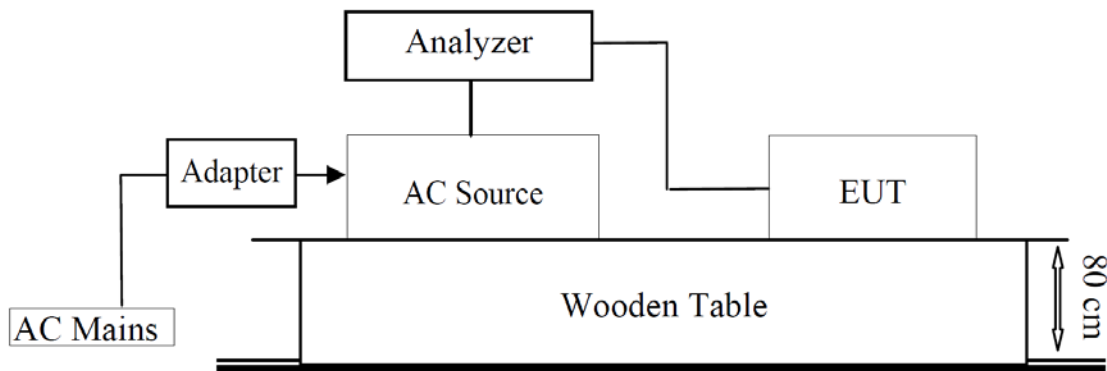 Analyzer
Adapter
AC Source
EUT
AC Mains
Wooden Table
80 cm